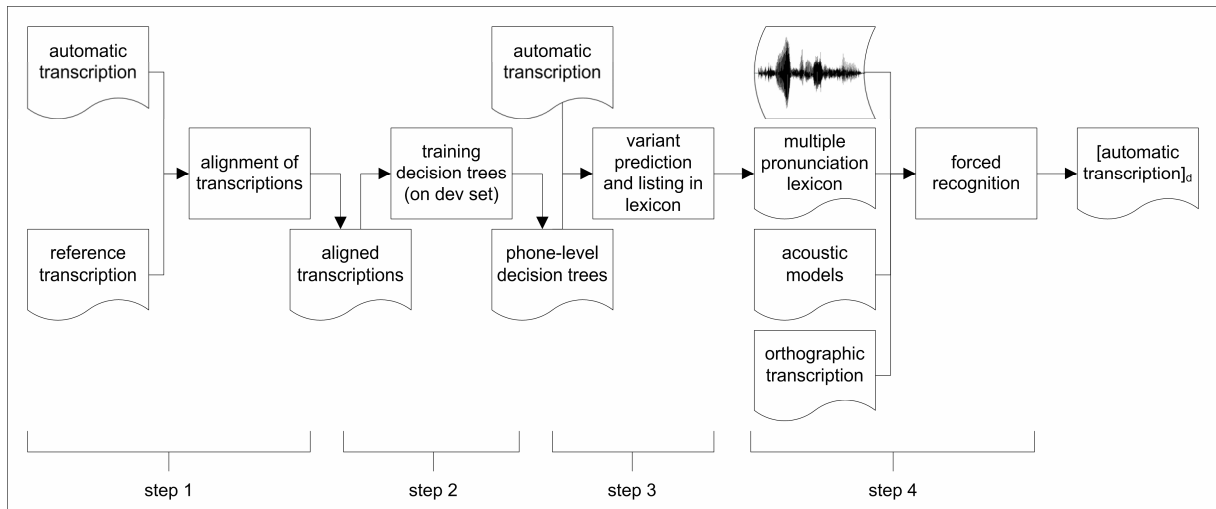 automatic
transcription
reference
transcription
alignment of
transcriptions
aligned
transcriptions
training
decision trees
(on dev set)
automatic
transcription
phone-level
decision trees
variant
prediction
and listing in
lexicon
multiple
pronunciation
lexicon
acoustic
models
orthographic
transcription
forced
recognition
[automatic
transcription]d
step 1
step 2
step 3
step 4